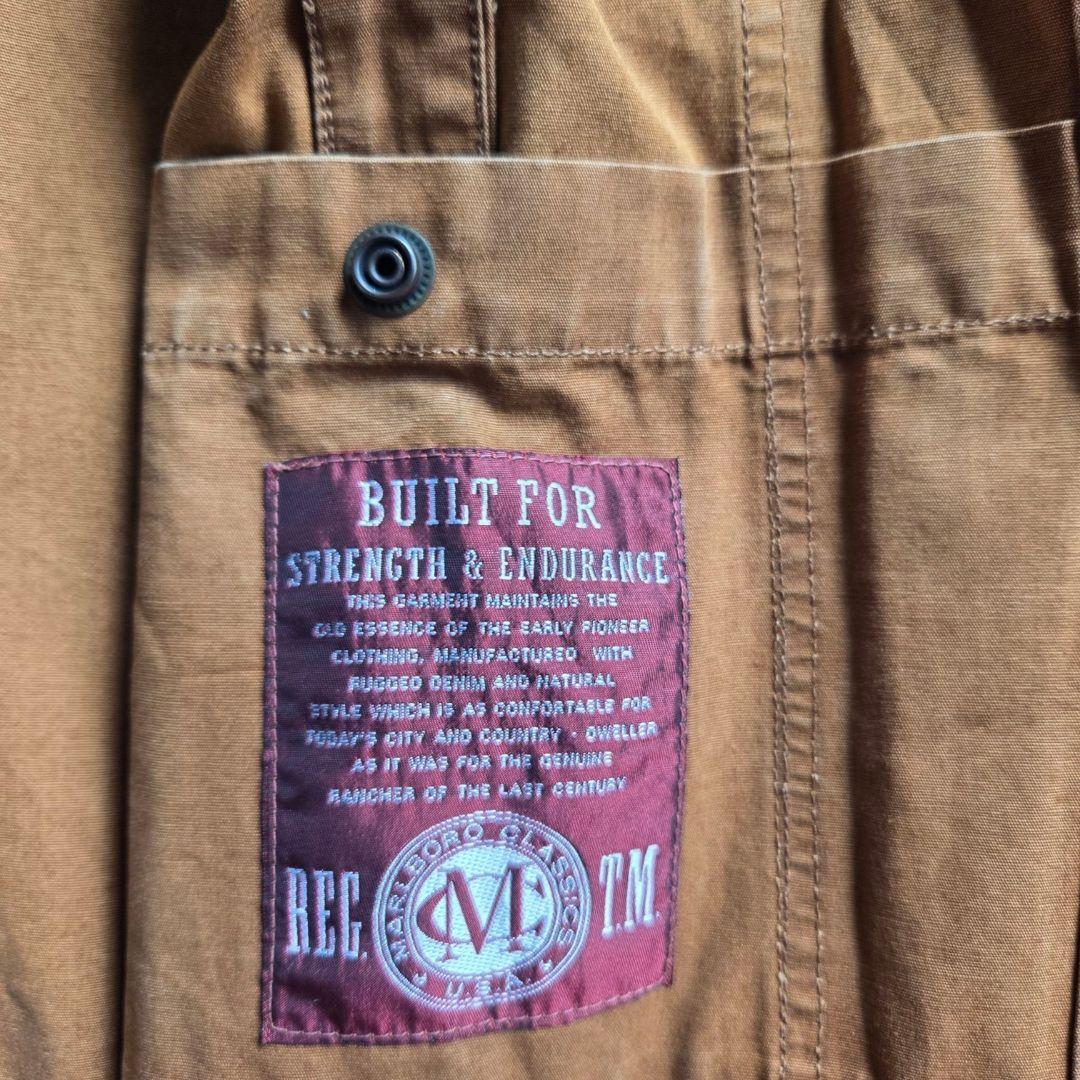 BUILT FOR
STRENGTH & ENDURANCE
THIS GARMENT MAINTAINS THE
OLD ESSENCE OF THE EARLY PIONEER
CLOTHING, MANUFACTURED WITH
RUGGED DENIM AND NATURAL
STYLE WHICH IS AS CONFORTABLE FOR
TODAY'S CITY AND COUNTRY - DWELLER
AS IT WAS FOR THE GENUINE
RANCHER OF THE LAST CENTURY
REG. T.M.
MARLBORO CLASSICS
MC
U.S.A.